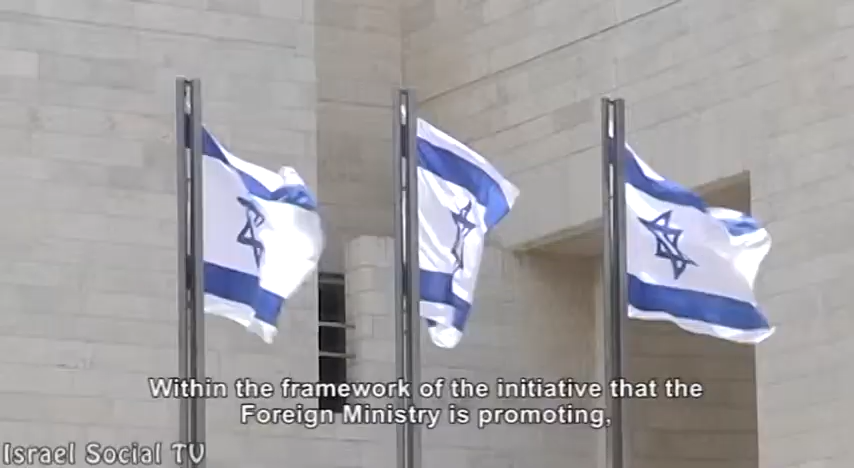 Within the framework of the initiative that the
Foreign Ministry is promoting,
Israel Social TV